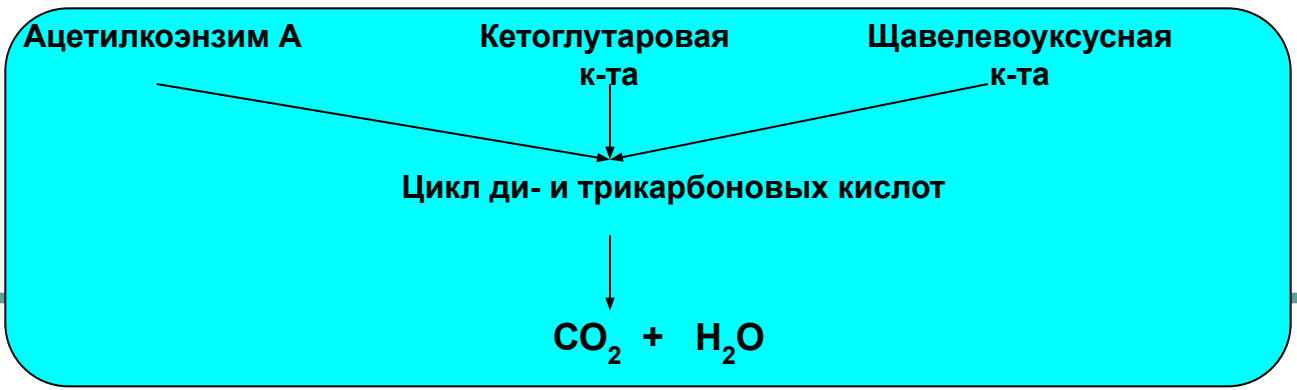 Ацетилкоэнзим А Кетоглутаровая Щавелевоуксусная
к-та к-та
Цикл ди- и трикарбоновых кислот
CO2 + H2O